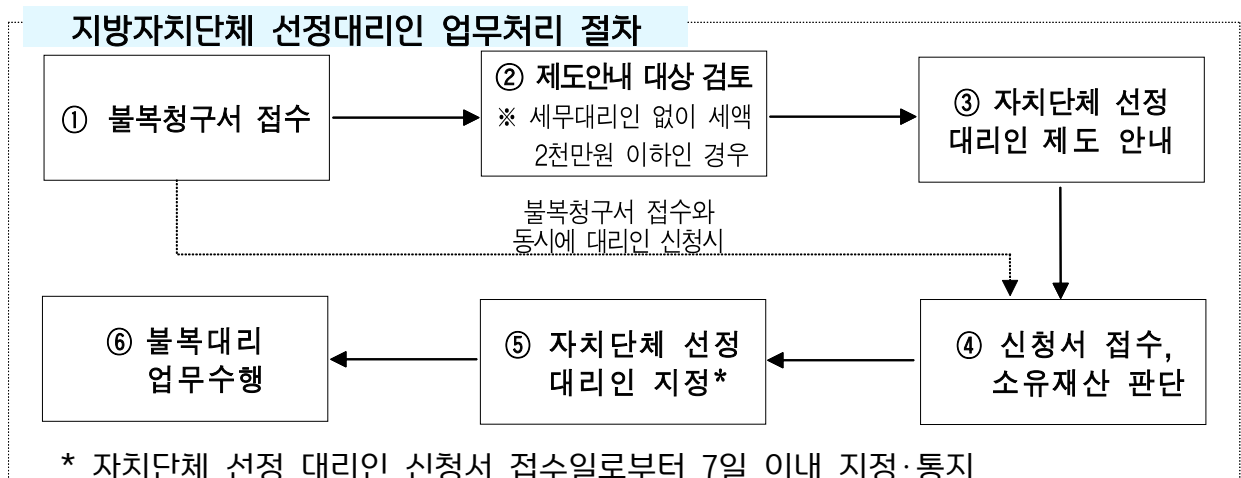 지방자치단체 선정대리인 업무처리 절차
① 불복청구서 접수
② 제도안내 대상 검토
※ 세무대리인 없이 세액
2천만원 이하인 경우
③ 자치단체 선정
대리인 제도 안내
불복청구서 접수와
동시에 대리인 신청시
④ 신청서 접수,
소유재산 판단
⑤ 자치단체 선정
대리인 지정*
⑥ 불복대리
업무수행
* 자치단체 선정 대리인 신청서 접수일로부터 7일 이내 지정·통지